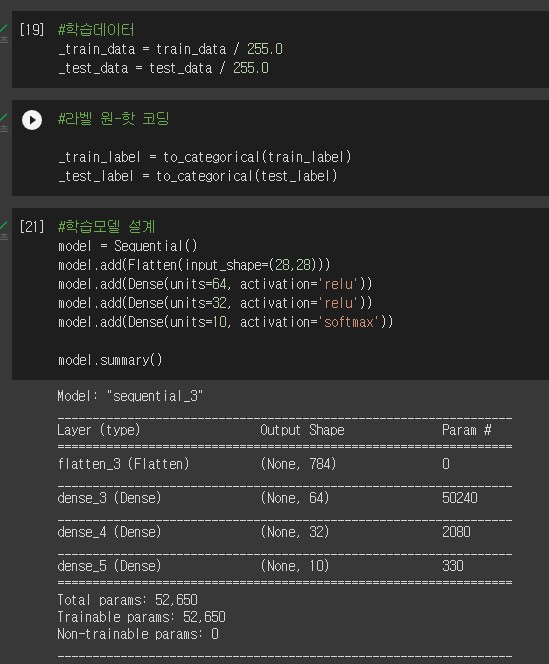 [19] #학습데이터
_train_data = train_data / 255.0
_test_data = test_data / 255.0
#라벨 원-핫 코딩
_train_label = to_categorical(train_label)
_test_label = to_categorical(test_label)
[21] #학습모델 설계
model = Sequential()
model.add(Flatten(input_shape=(28,28)))
model.add(Dense(units=64, activation='relu'))
model.add(Dense(units=32, activation='relu'))
model.add(Dense(units=10, activation='softmax'))
model.summary()
Model: "sequential_3"
Layer (type) Output Shape Param #
flatten_3 (Flatten) (None, 784) 0
dense_3 (Dense) (None, 64) 50240
dense_4 (Dense) (None, 32) 2080
dense_5 (Dense) (None, 10) 330
Total params: 52,650
Trainable params: 52,650
Non-trainable params: 0